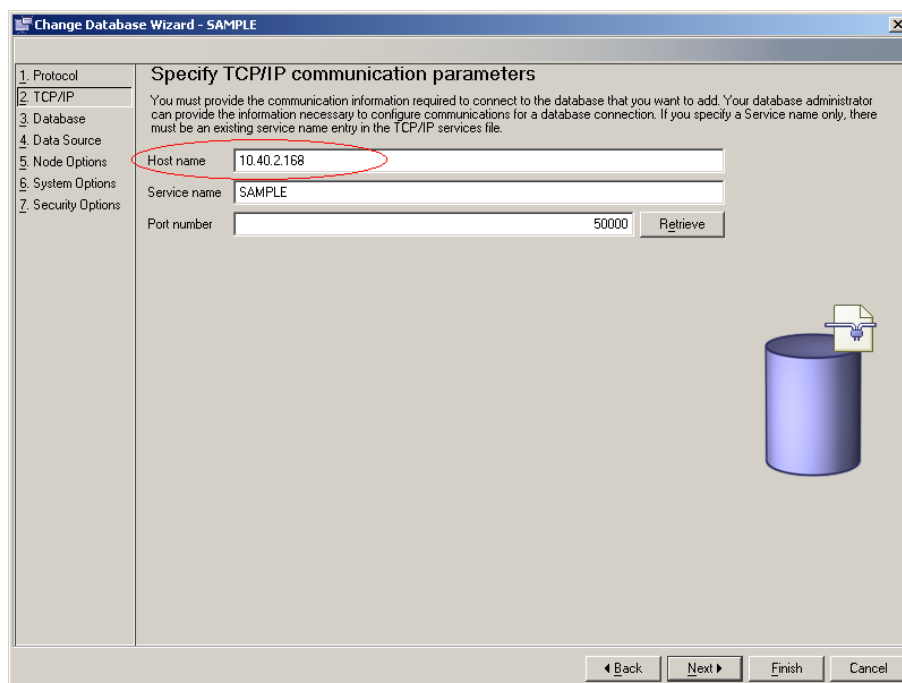 Change Database Wizard - SAMPLE
1. Protocol
2. TCP/IP
3. Database
4. Data Source
5. Node Options
6. System Options
7. Security Options
Specify TCP/IP communication parameters
You must provide the communication information required to connect to the database that you want to add. Your database administrator
can provide the information necessary to configure communications for a database connection. If you specify a Service name only, there
must be an existing service name entry in the TCP/IP services file.
Host name 10.40.2.168
Service name SAMPLE
Port number 50000 Retrieve
Back Next Finish Cancel